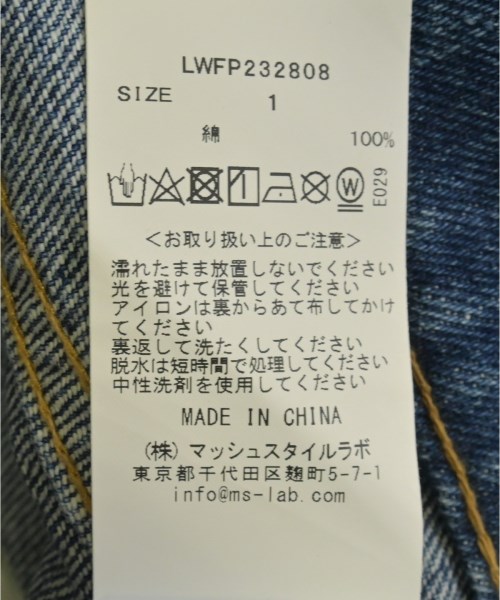 LWFP232808
SIZE 1
綿 100%
W E029
＜お取り扱い上のご注意＞
濡れたまま放置しないでください
光を避けて保管してください
アイロンは裏からあて布してかけ
てください
裏返して洗たくしてください
脱水は短時間で処理してください
中性洗剤を使用してください
MADE IN CHINA
(株) マッシュスタイルラボ
東京都千代田区麹町5-7-1
info@ms-lab.com